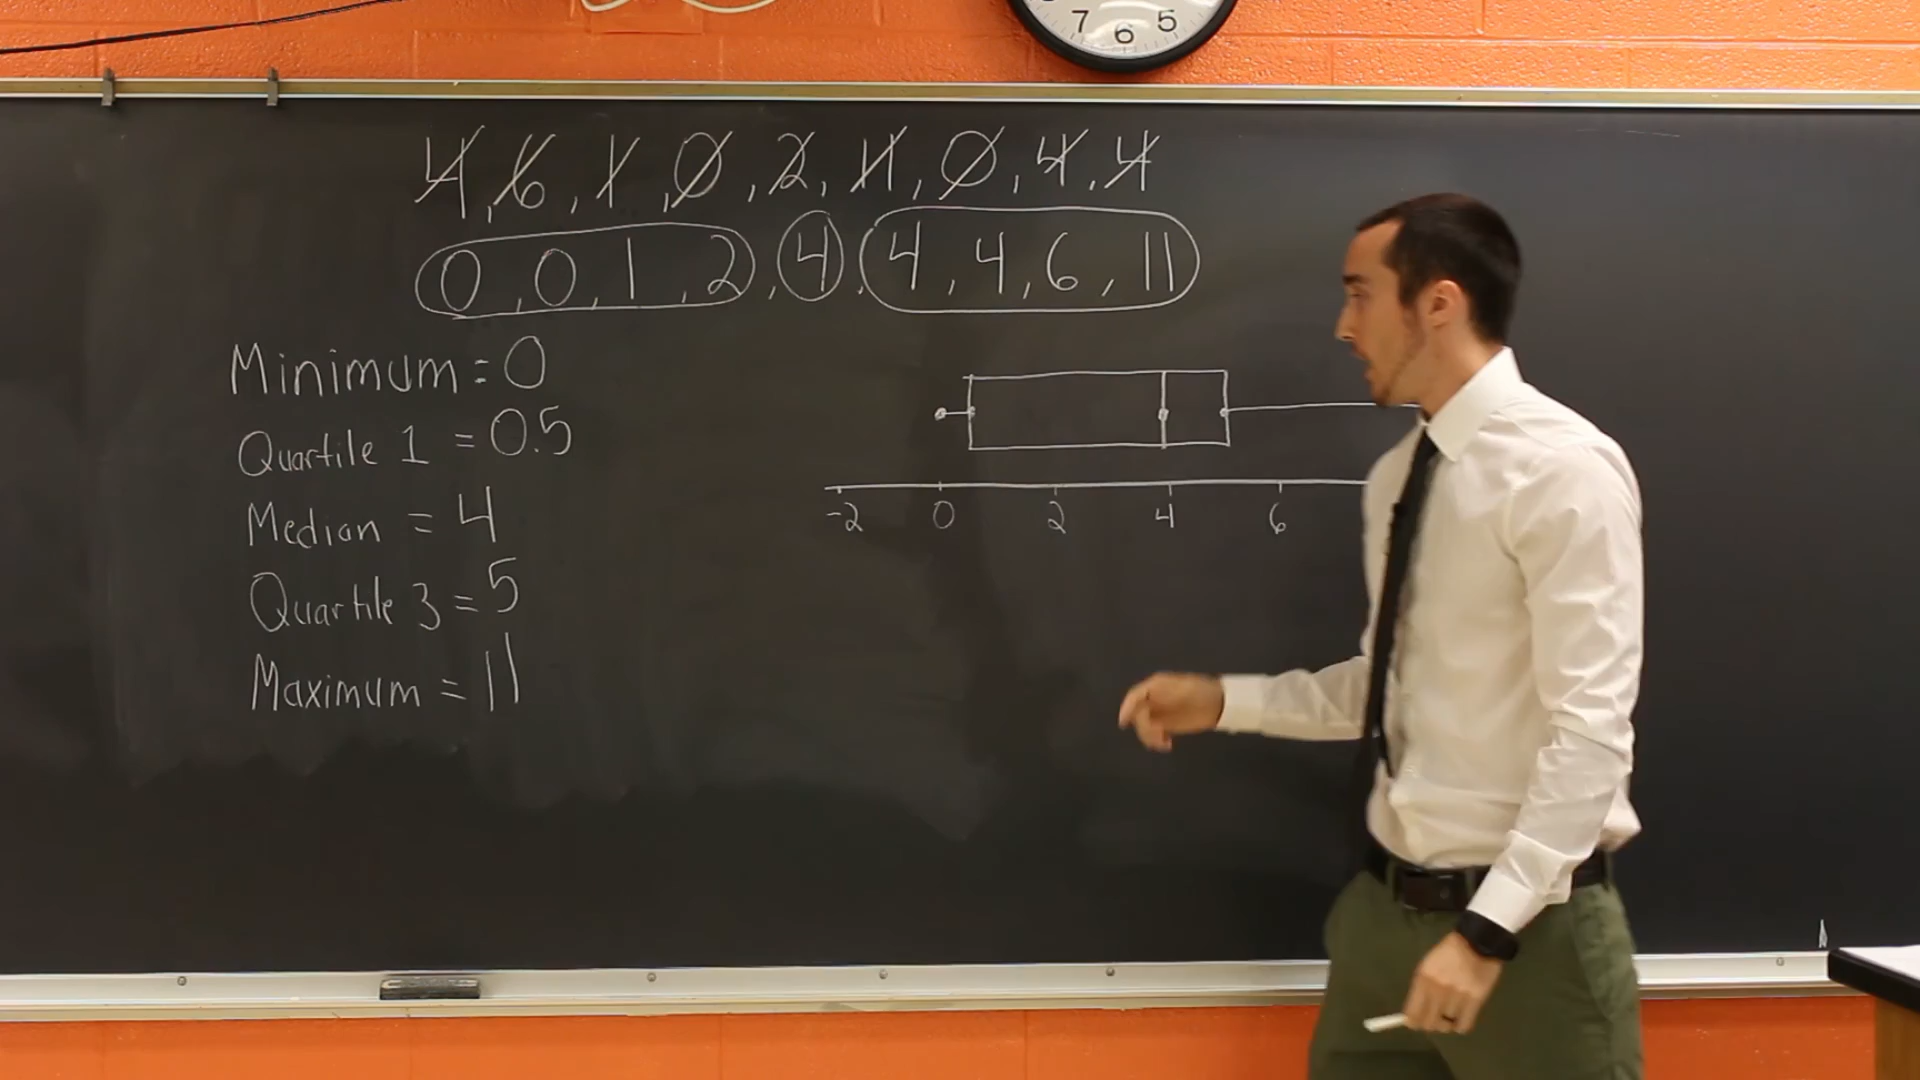 7 6 5
4, 6, 1, 0, 2, 11, 0, 4, 4
0, 0, 1, 2, 4, 4, 4, 6, 11
Minimum = 0
Quartile 1 = 0.5
Median = 4
Quartile 3 = 5
Maximum = 11
-2 0 2 4 6